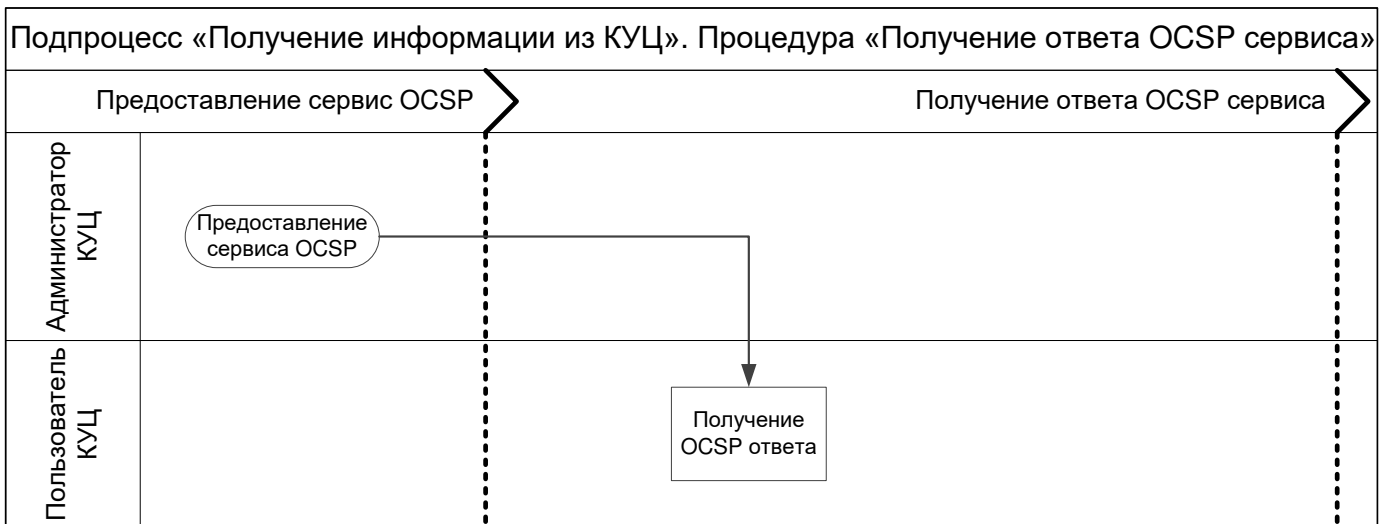 Подпроцесс «Получение информации из КУЦ». Процедура «Получение ответа OCSP сервиса»
Предоставление сервис OCSP
Получение ответа OCSP сервиса
Администратор
КУЦ
Предоставление
сервиса OCSP
Пользователь
КУЦ
Получение
OCSP ответа